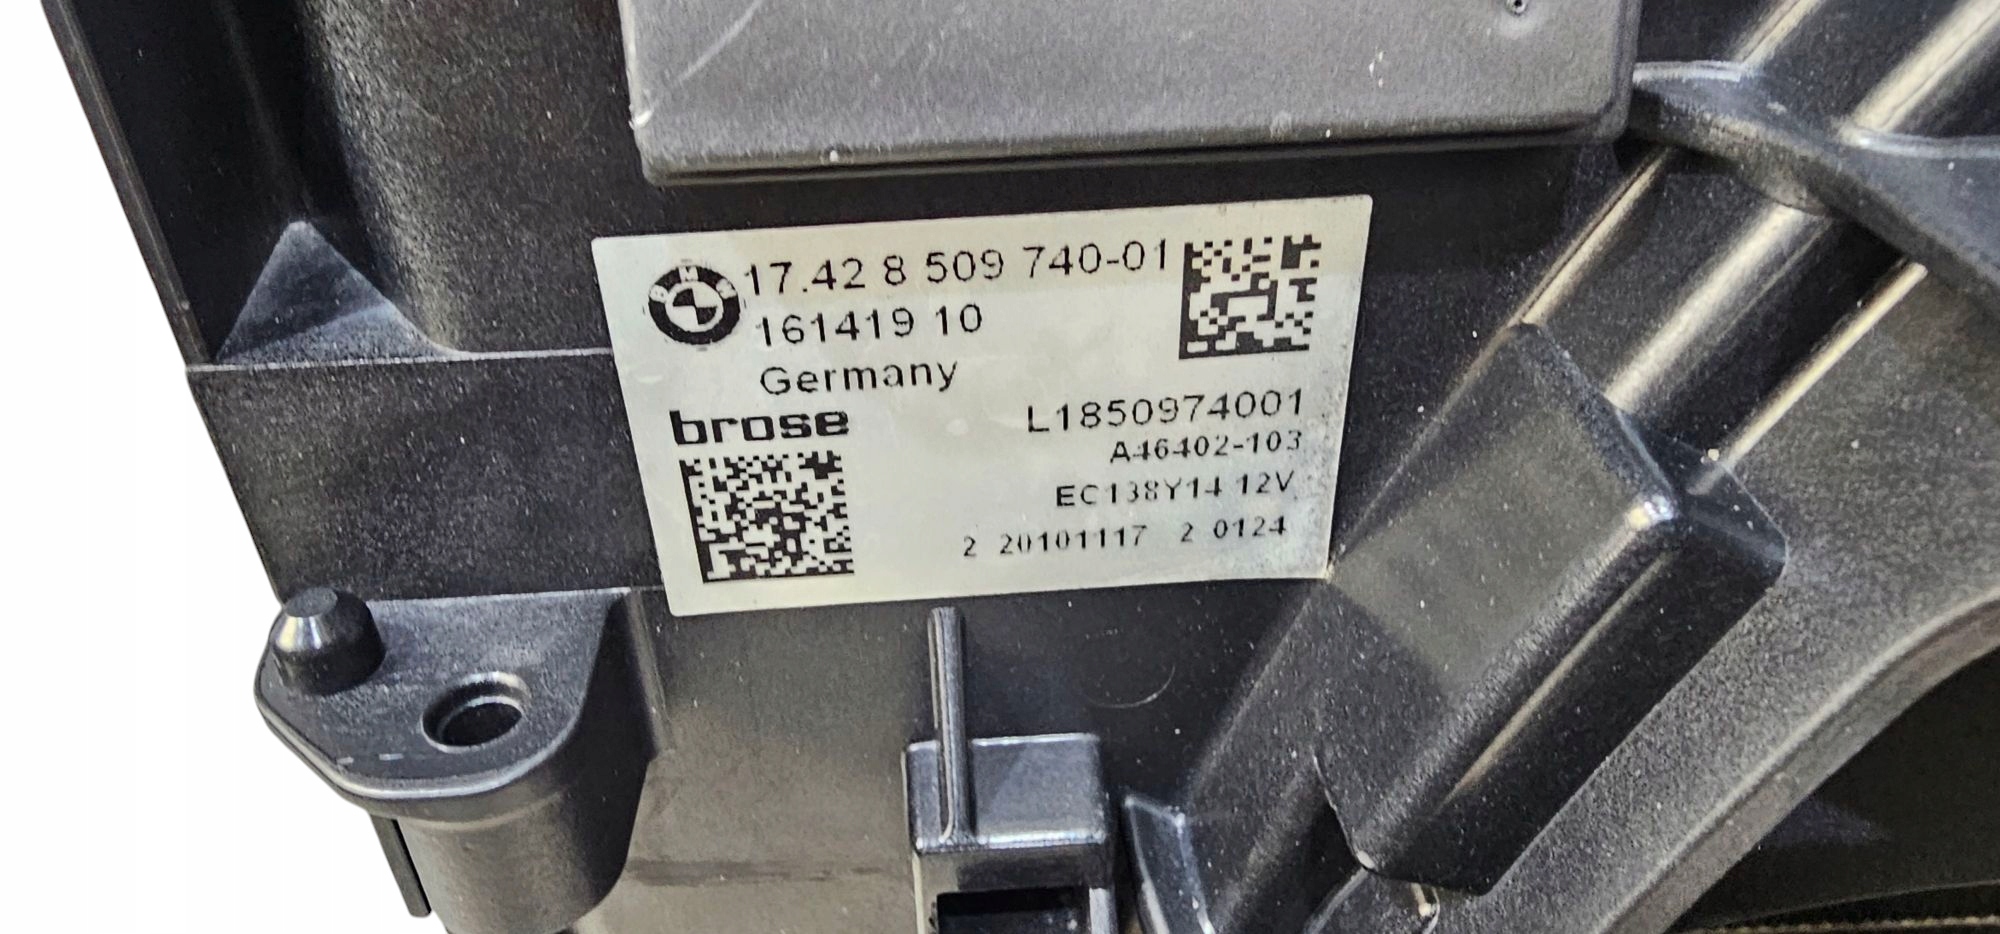 BMW
17.42 8 509 740-01
161419 10
Germany
brose
L1850974001
A46402-103
EC138Y14 12V
2 20101117 2 0124